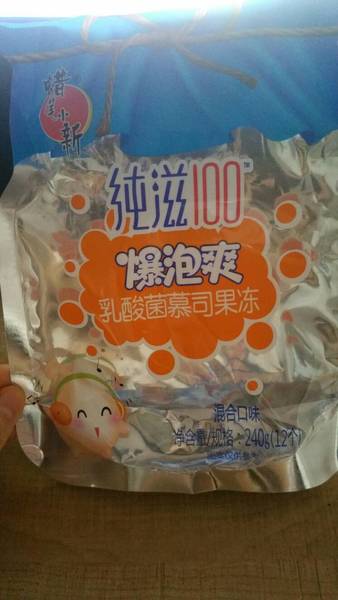 蜡笔小新
纯滋100
爆泡爽
乳酸菌慕司果冻
混合口味
净含量/规格：240g(12个)